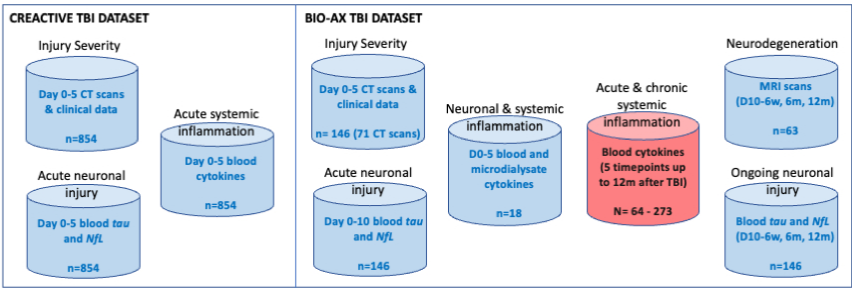 CREACTIVE TBI DATASET
Injury Severity
Day 0-5 CT scans
& clinical data
n=854
Acute neuronal
injury
Day 0-5 blood tau
and NfL
n=854
Acute systemic
inflammation
Day 0-5 blood
cytokines
n=854
BIO-AX TBI DATASET
Injury Severity
Day 0-5 CT scans &
clinical data
n= 146 (71 CT scans)
Acute neuronal
injury
Day 0-10 blood tau
and NfL
n=146
Neuronal & systemic
inflammation
D0-5 blood and
microdialysate
cytokines
n=18
Acute & chronic
systemic
inflammation
Blood cytokines
(5 timepoints up
to 12m after TBI)
N= 64 - 273
Neurodegeneration
MRI scans
(D10-6w, 6m, 12m)
n=63
Ongoing neuronal
injury
Blood tau and NfL
(D10-6w, 6m, 12m)
n=146